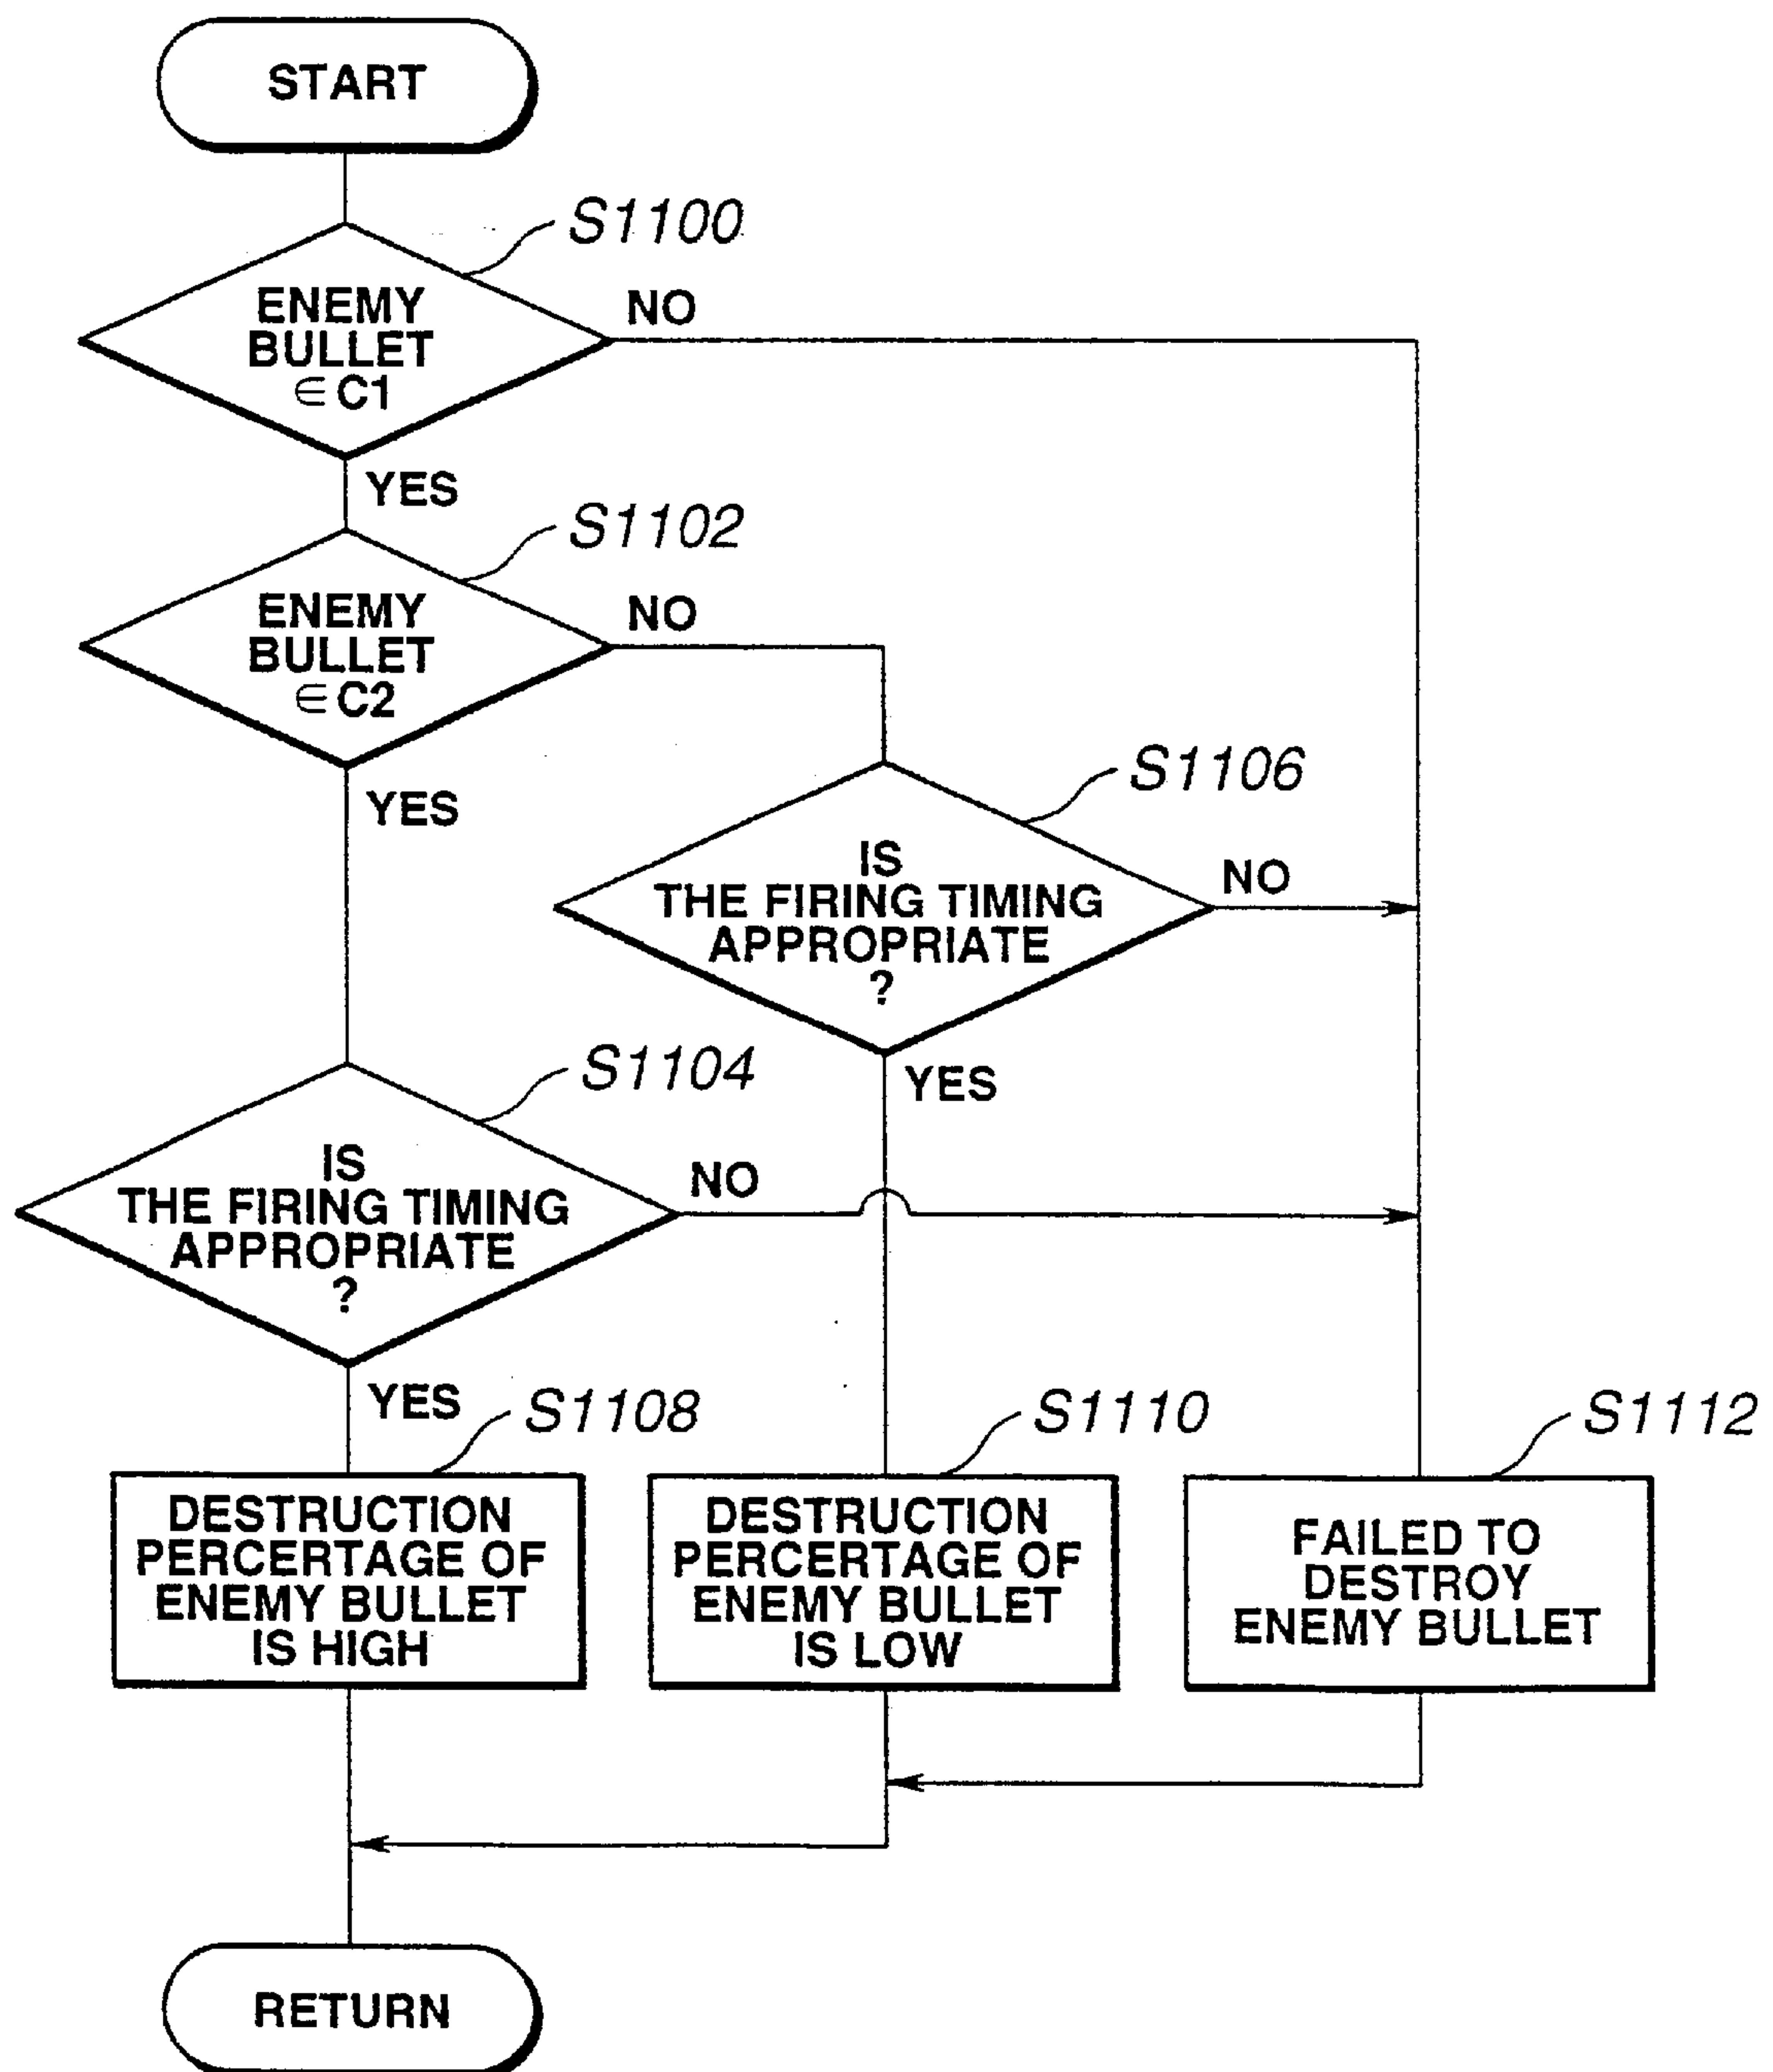 START
S1100
ENEMY
BULLET
∈C1
NO
YES
S1102
ENEMY
BULLET
∈C2
NO
YES
S1106
IS
THE FIRING TIMING
APPROPRIATE
?
NO
YES
S1104
IS
THE FIRING TIMING
APPROPRIATE
?
NO
YES
S1108
DESTRUCTION
PERCERTAGE OF
ENEMY BULLET
IS HIGH
S1110
DESTRUCTION
PERCERTAGE OF
ENEMY BULLET
IS LOW
S1112
FAILED TO
DESTROY
ENEMY BULLET
RETURN